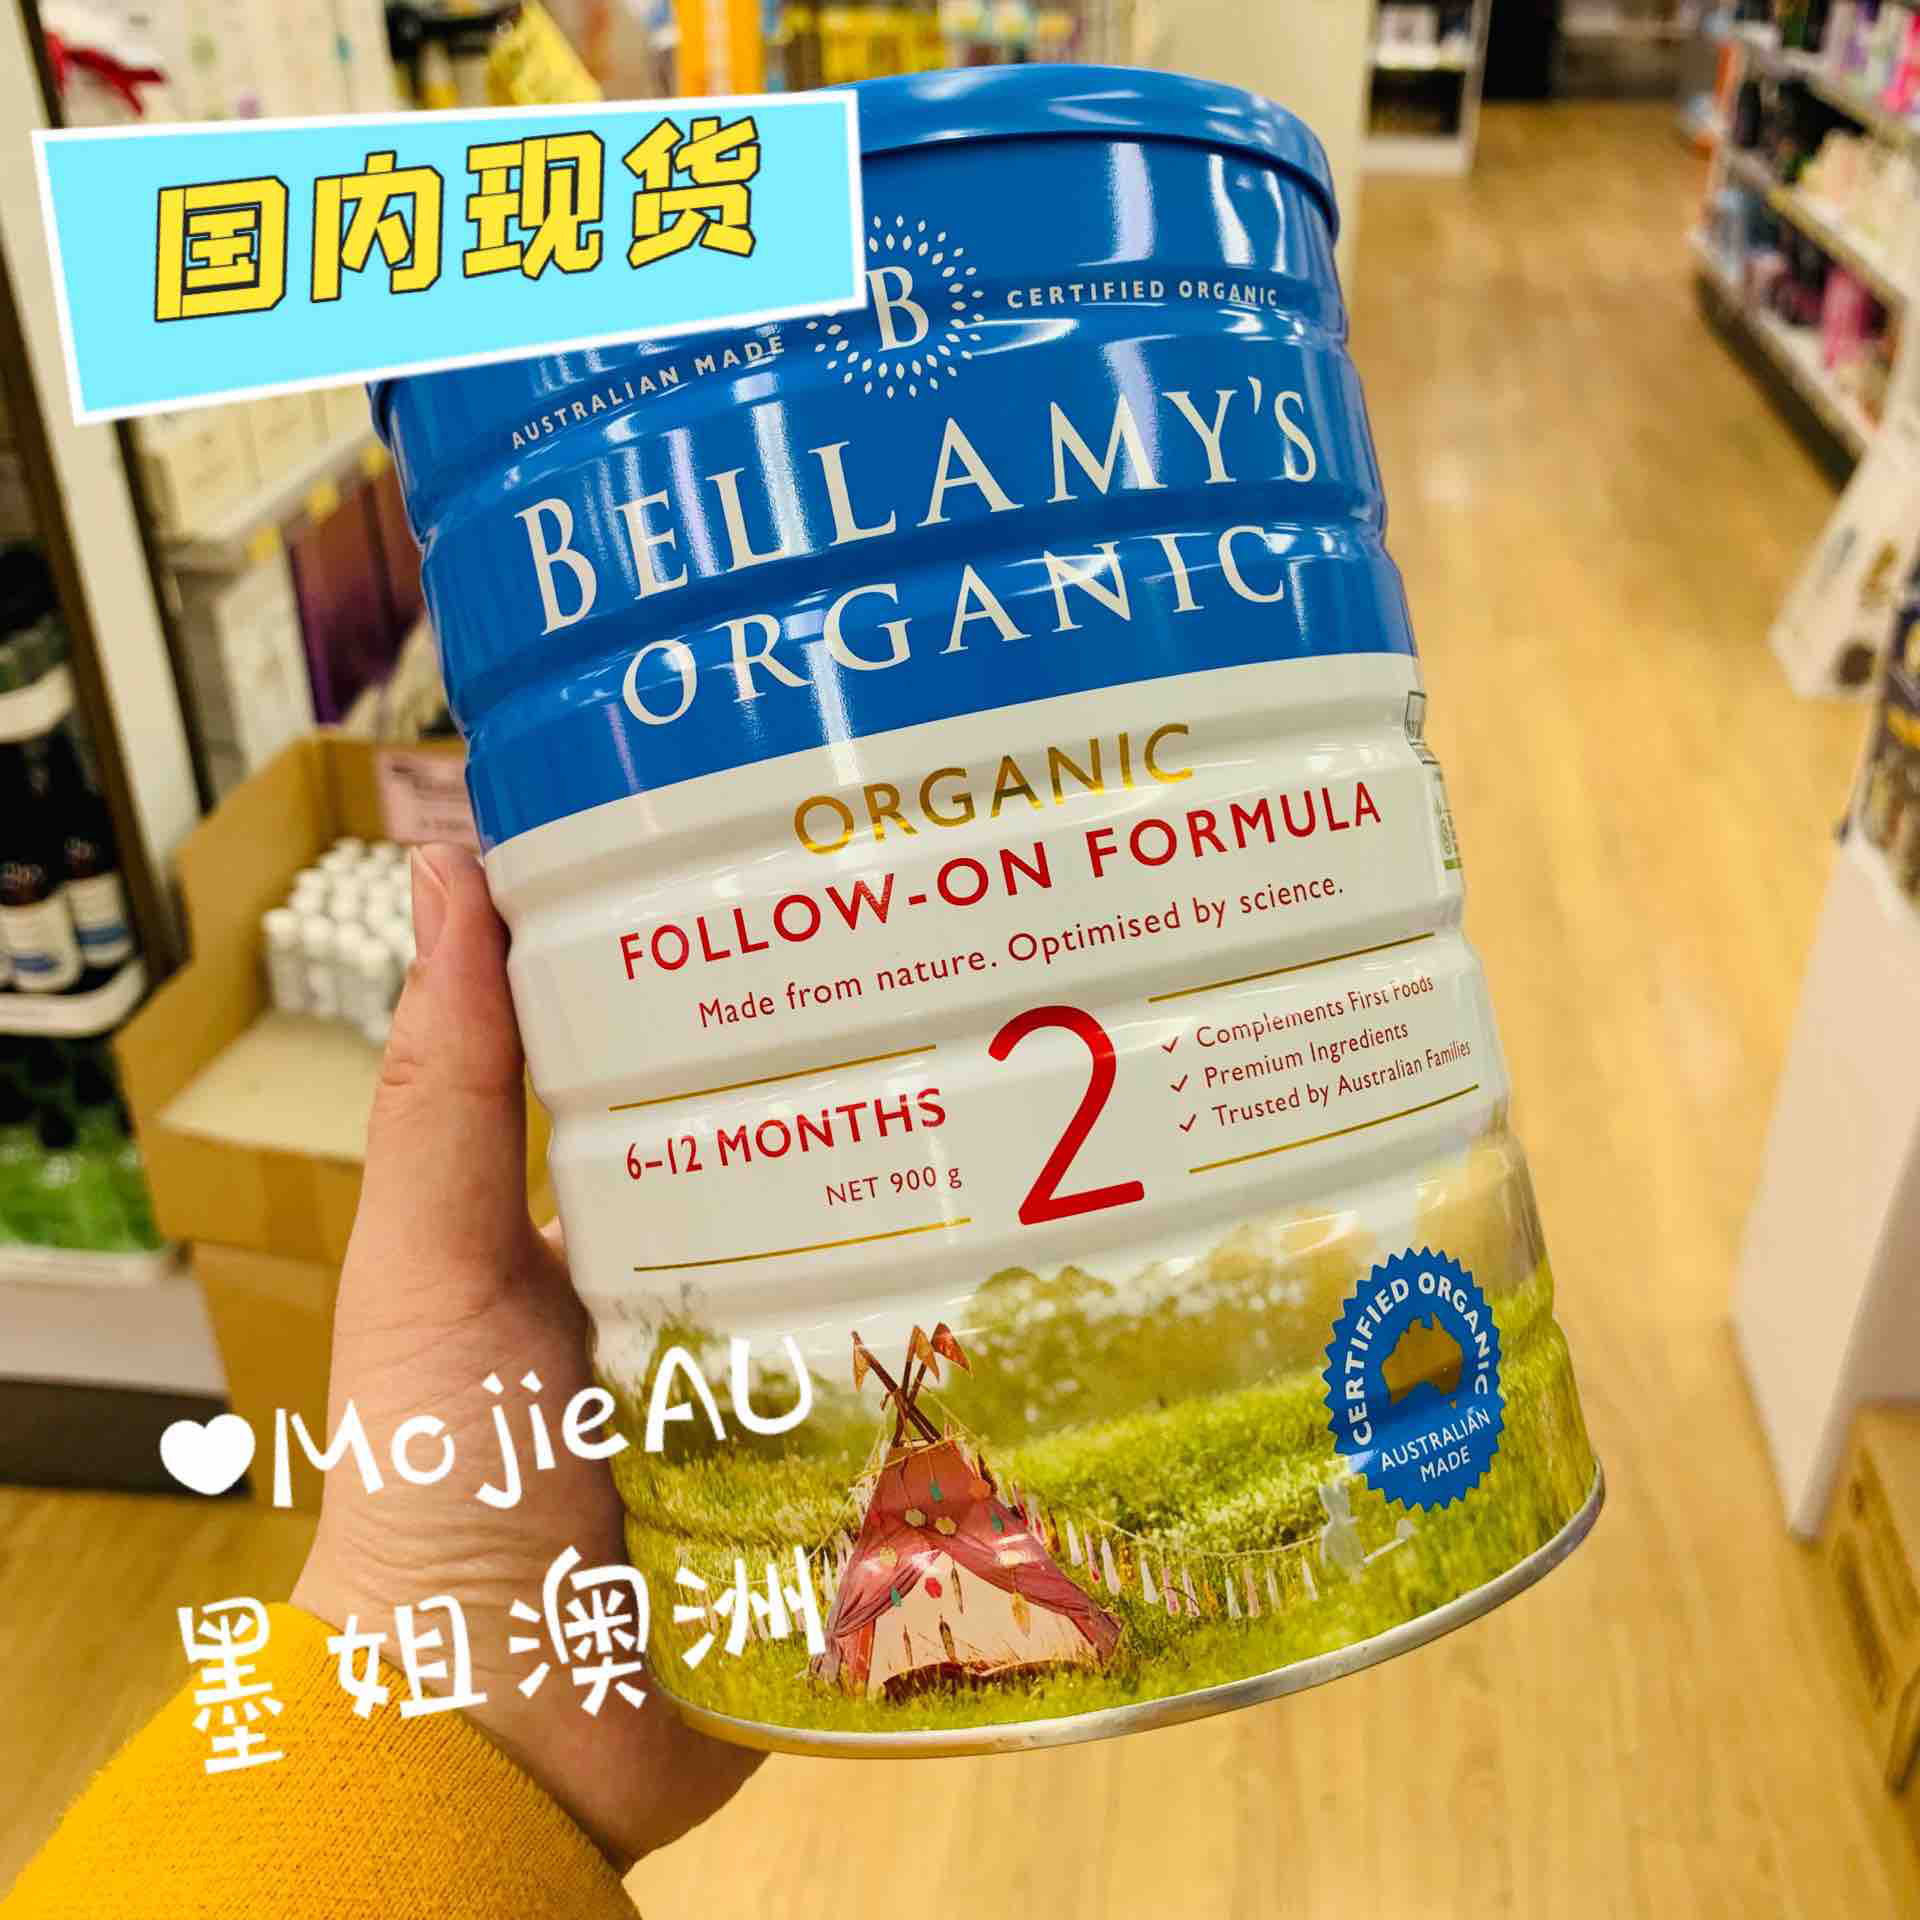 国内现货
B
AUSTRALIAN MADE
CERTIFIED ORGANIC
BELLAMY'S
ORGANIC
ORGANIC
FOLLOW-ON FORMULA
Made from nature. Optimised by science.
6-12 MONTHS
NET 900 g
2
✓ Complements First Foods
✓ Premium Ingredients
✓ Trusted by Australian Families
CERTIFIED ORGANIC
AUSTRALIAN
MADE
♥MojieAU
墨姐澳洲